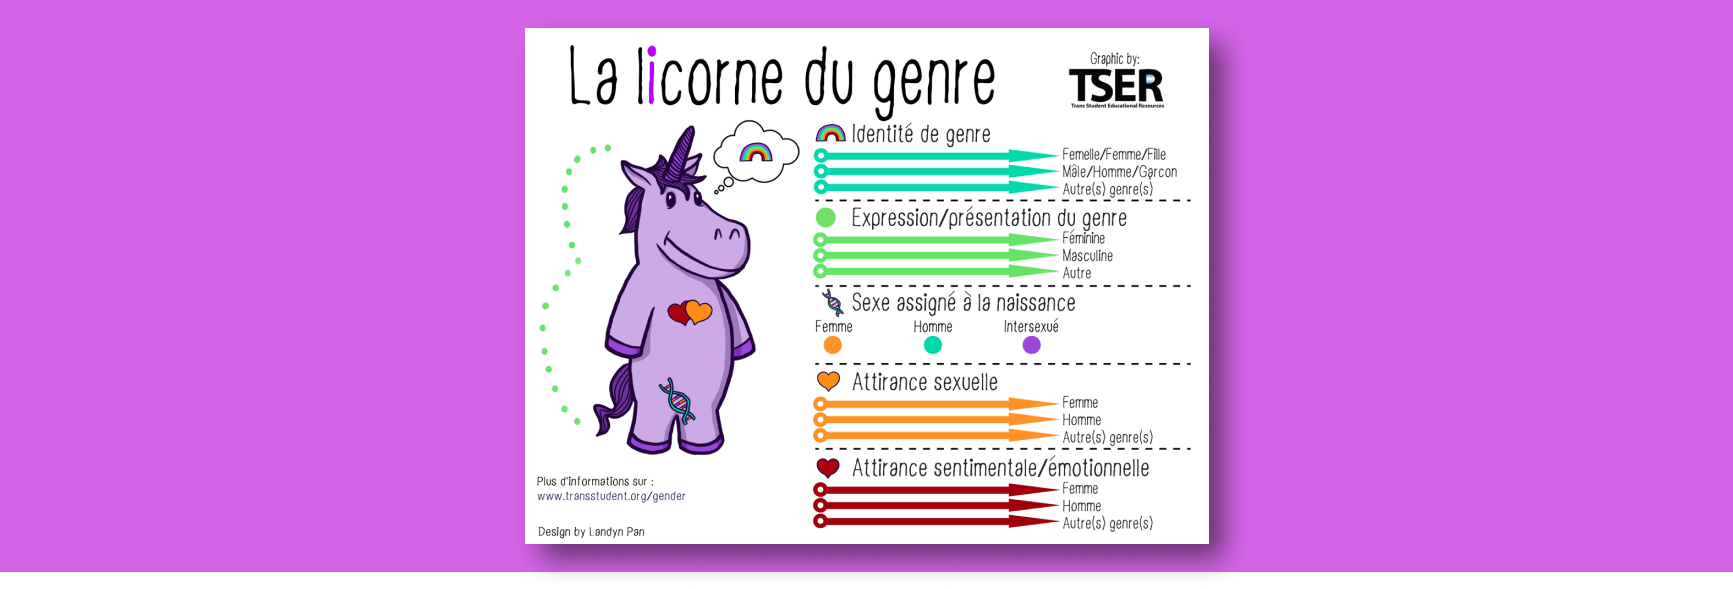 La licorne du genre
Graphic by:
TSER
Trans Student Educational Resources
Identité de genre
Femelle/Femme/Fille
Mâle/Homme/Garçon
Autre(s) genre(s)
Expression/présentation du genre
Féminine
Masculine
Autre
Sexe assigné à la naissance
Femme Homme Intersexué
Attirance sexuelle
Femme
Homme
Autre(s) genre(s)
Attirance sentimentale/émotionnelle
Femme
Homme
Autre(s) genre(s)
Plus d'informations sur :
www.transstudent.org/gender
Design by Landyn Pan